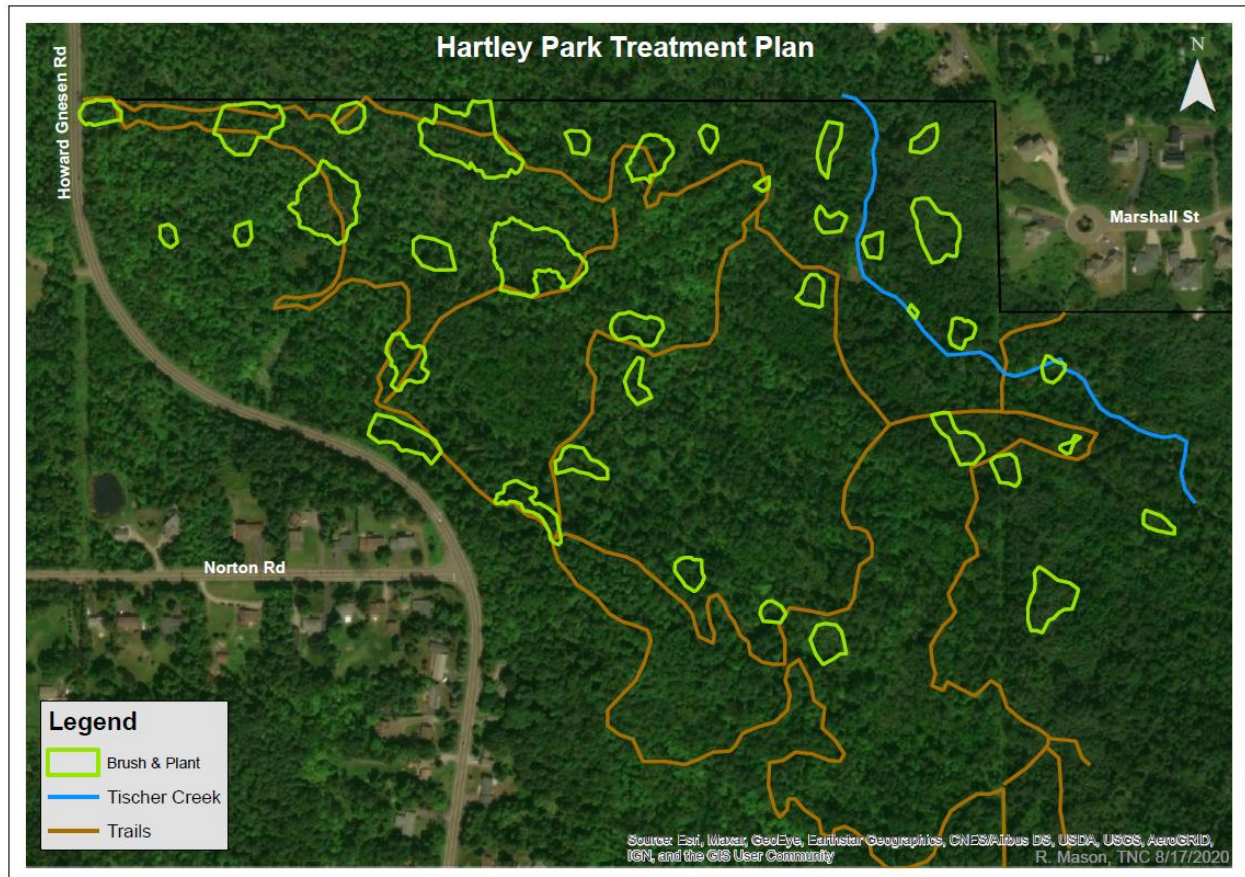 Hartley Park Treatment Plan
N
Howard Gnesen Rd
Marshall St
Norton Rd
Legend
Brush & Plant
Tischer Creek
Trails
Source: Esri, Maxar, GeoEye, Earthstar Geographics, CNES/Airbus DS, USDA, USGS, AeroGRID,
IGN, and the GIS User Community
R. Mason, TNC 8/17/2020